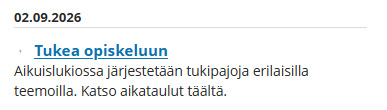 02.09.2026
Tukea opiskeluun
Aikuislukiossa järjestetään tukipajoja erilaisilla
teemoilla. Katso aikataulut täältä.